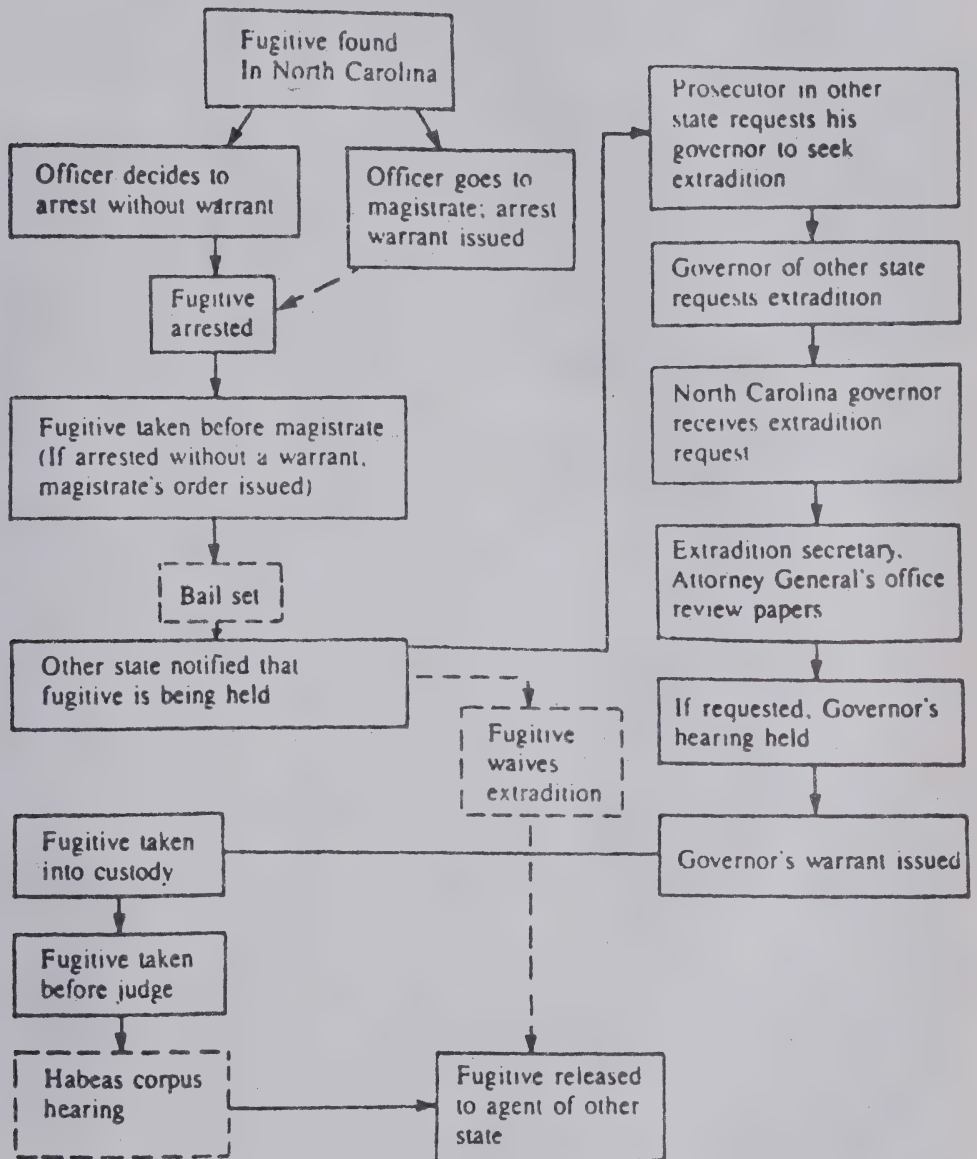 Fugitive found
In North Carolina
Officer decides to
arrest without warrant
Officer goes to
magistrate; arrest
warrant issued
Fugitive
arrested
Fugitive taken before magistrate
(If arrested without a warrant,
magistrate's order issued)
Bail set
Other state notified that
fugitive is being held
Fugitive
waives
extradition
Prosecutor in other
state requests his
governor to seek
extradition
Governor of other state
requests extradition
North Carolina governor
receives extradition
request
Extradition secretary,
Attorney General's office
review papers
If requested, Governor's
hearing held
Governor's warrant issued
Fugitive taken
into custody
Fugitive taken
before judge
Habeas corpus
hearing
Fugitive released
to agent of other
state